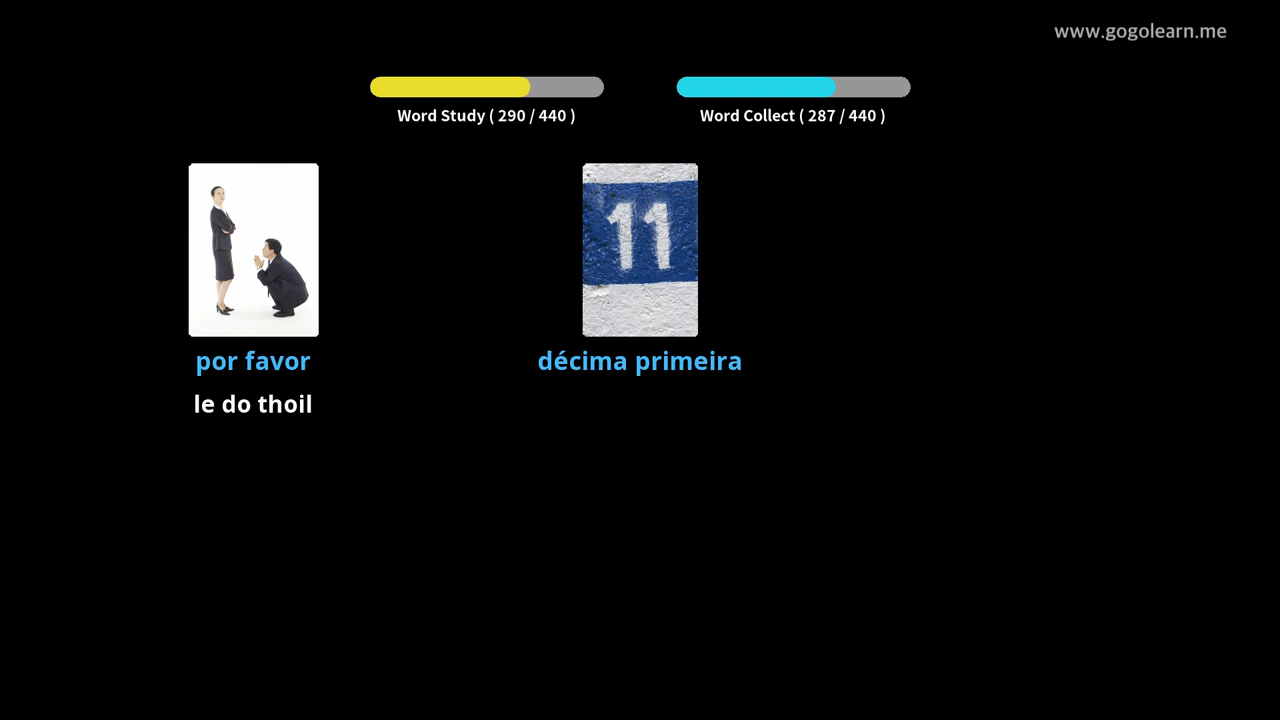 www.gogolearn.me
Word Study ( 290 / 440 )
Word Collect ( 287 / 440 )
11
por favor
décima primeira
le do thoil